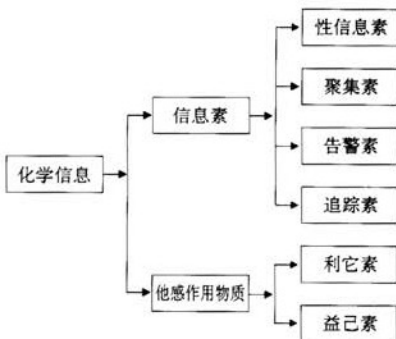 性信息素
聚集素
信息素
告警素
化学信息
追踪素
利它素
他感作用物质
益己素